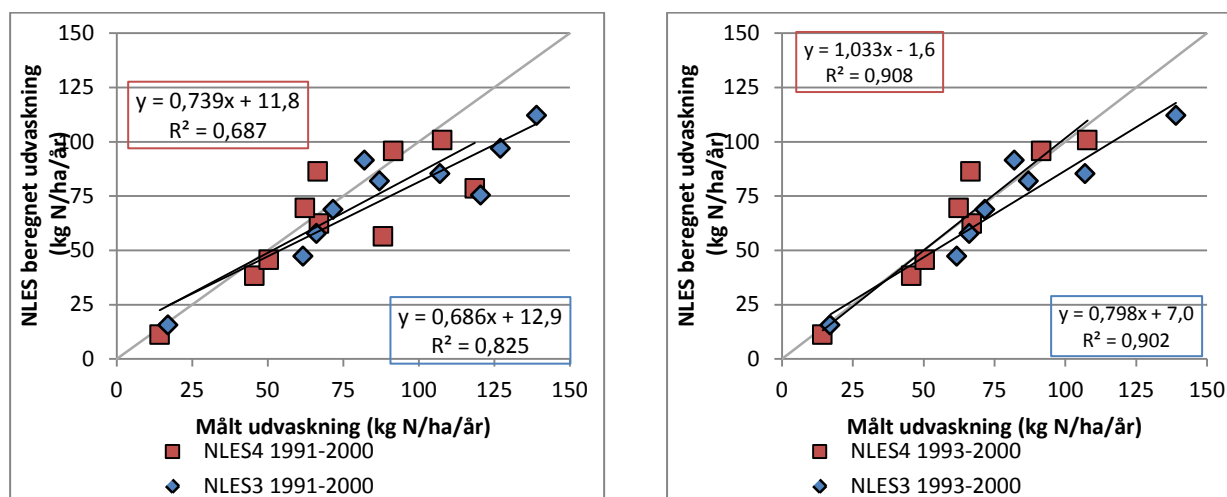 NLES beregnet udvaskning
(kg N/ha/år)
150
125
100
75
50
25
0
y = 0,739x + 11,8
R² = 0,687
y = 0,686x + 12,9
R² = 0,825
0 25 50 75 100 125 150
Målt udvaskning (kg N/ha/år)
NLES4 1991-2000
NLES3 1991-2000
NLES beregnet udvaskning
(kg N/ha/år)
150
125
100
75
50
25
0
y = 1,033x - 1,6
R² = 0,908
y = 0,798x + 7,0
R² = 0,902
0 25 50 75 100 125 150
Målt udvaskning (kg N/ha/år)
NLES4 1993-2000
NLES3 1993-2000